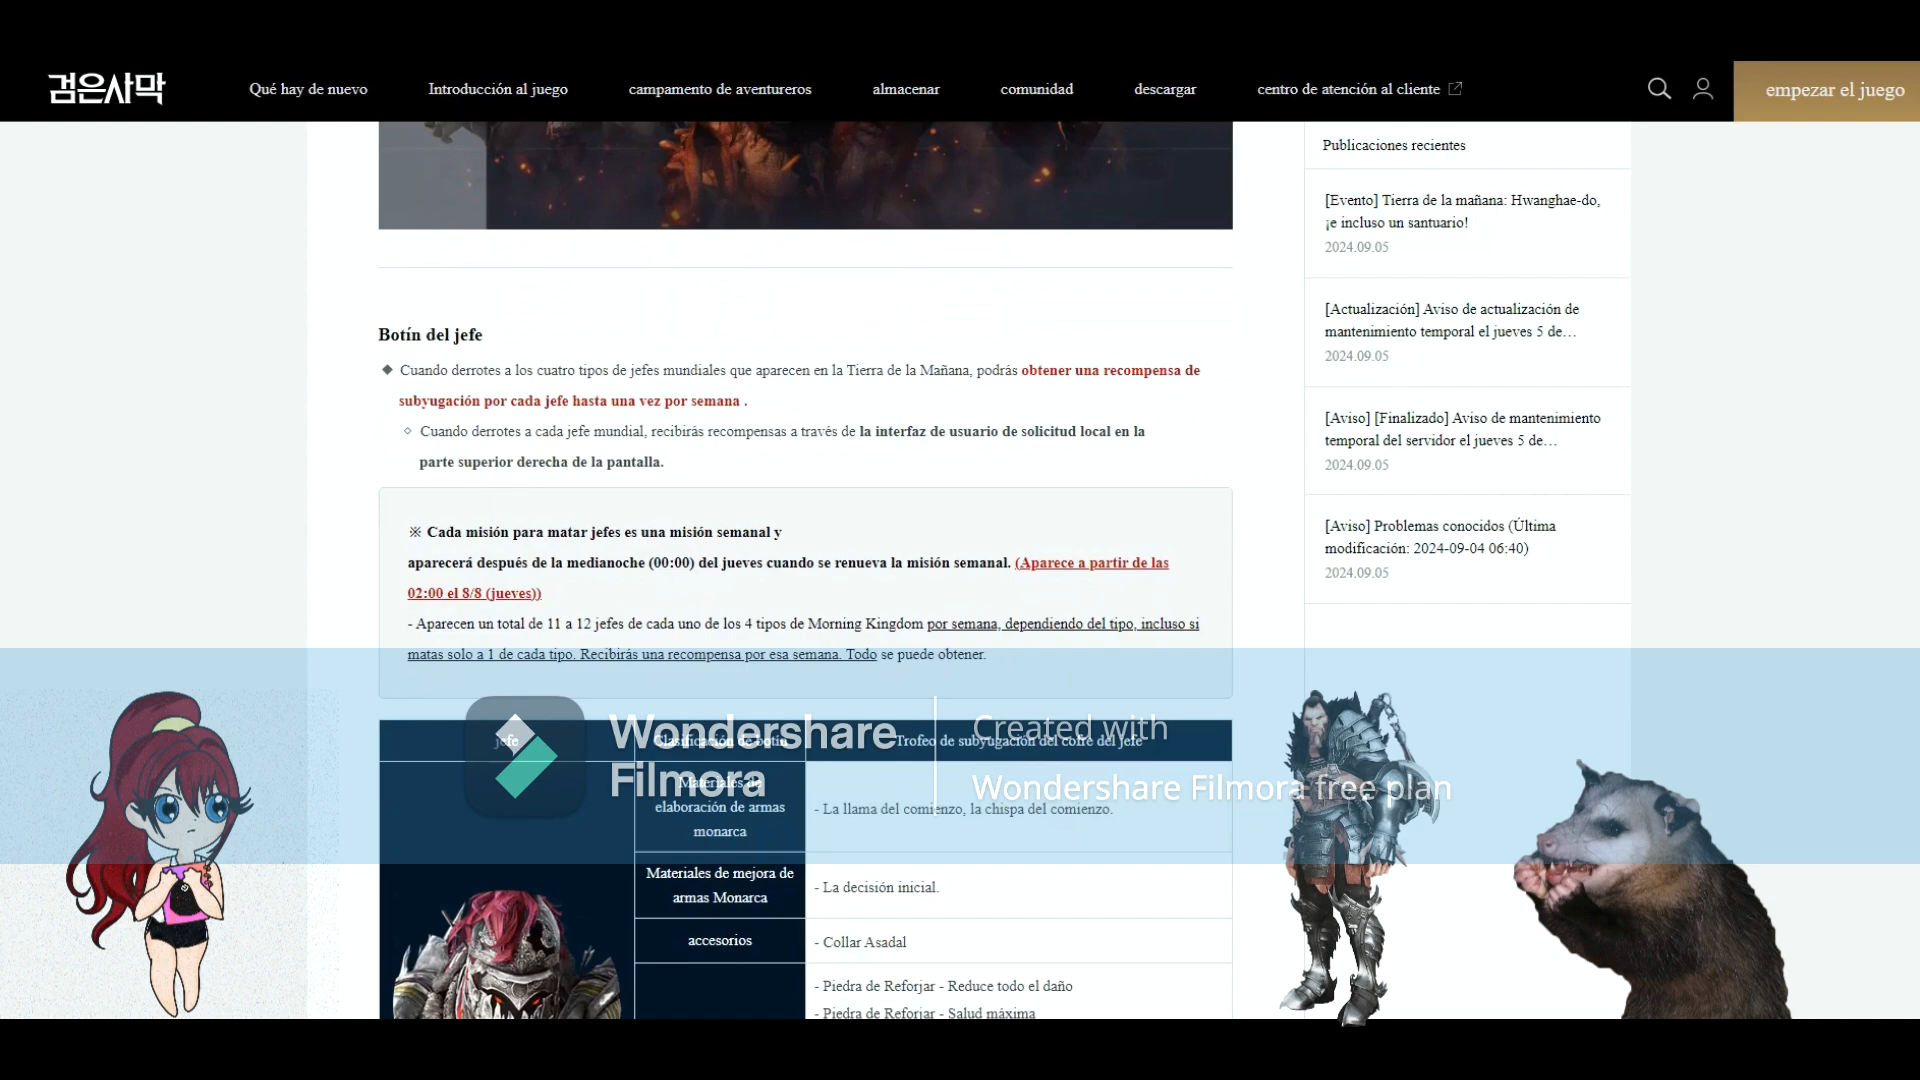 검은사막
Qué hay de nuevo
Introducción al juego
campamento de aventureros
almacenar
comunidad
descargar
centro de atención al cliente
empezar el juego
Botín del jefe
Cuando derrotes a los cuatro tipos de jefes mundiales que aparecen en la Tierra de la Mañana, podrás obtener una recompensa de
subyugación por cada jefe hasta una vez por semana .
Cuando derrotes a cada jefe mundial, recibirás recompensas a través de la interfaz de usuario de solicitud local en la
parte superior derecha de la pantalla.
※ Cada misión para matar jefes es una misión semanal y
aparecerá después de la medianoche (00:00) del jueves cuando se renueva la misión semanal. (Aparece a partir de las
02:00 el 8/8 (jueves))
- Aparecen un total de 11 a 12 jefes de cada uno de los 4 tipos de Morning Kingdom por semana, dependiendo del tipo, incluso si
matas solo a 1 de cada tipo. Recibirás una recompensa por esa semana. Todo se puede obtener.
jefe
Clasificación de botín
Trofeo de subyugación del cofre del jefe
Materiales de
elaboración de armas
monarca
- La llama del comienzo, la chispa del comienzo.
Materiales de mejora de
armas Monarca
- La decisión inicial.
accesorios
- Collar Asadal
- Piedra de Reforjar - Reduce todo el daño
- Piedra de Reforjar - Salud máxima
Publicaciones recientes
[Evento] Tierra de la mañana: Hwanghae-do,
¡e incluso un santuario!
2024.09.05
[Actualización] Aviso de actualización de
mantenimiento temporal el jueves 5 de…
2024.09.05
[Aviso] [Finalizado] Aviso de mantenimiento
temporal del servidor el jueves 5 de…
2024.09.05
[Aviso] Problemas conocidos (Última
modificación: 2024-09-04 06:40)
2024.09.05
Wondershare
Filmora
Created with
Wondershare Filmora free plan